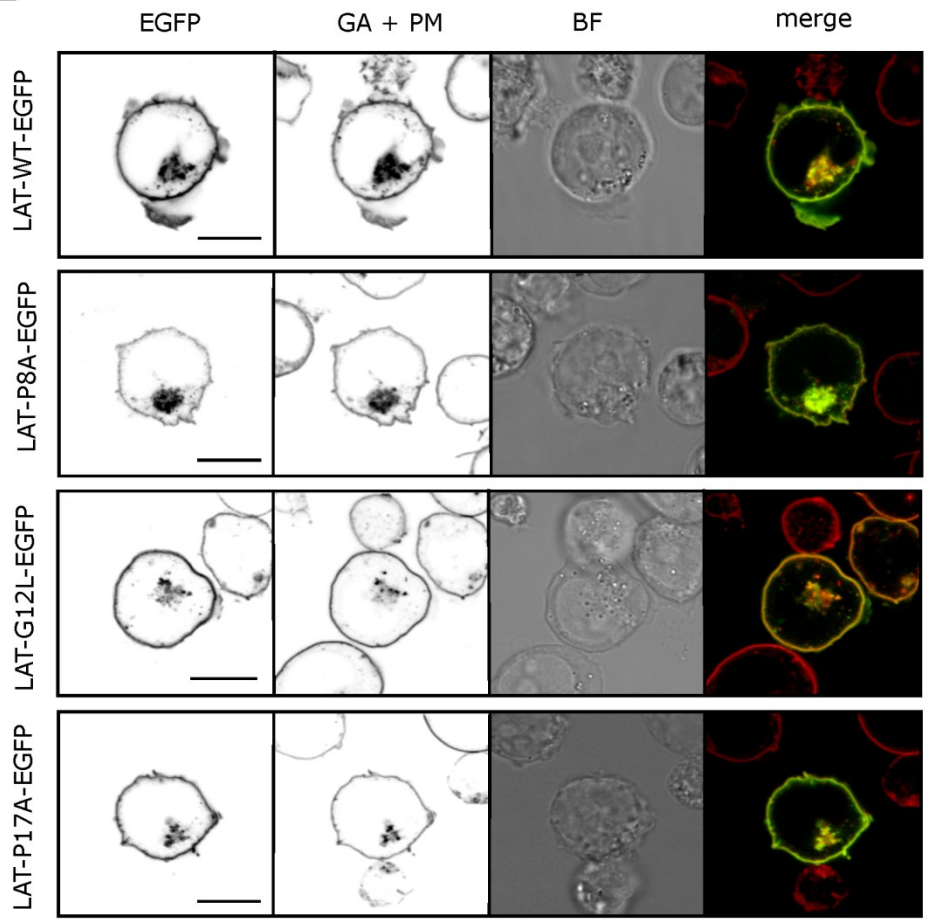 EGFP GA + PM BF merge
LAT-WT-EGFP
LAT-P8A-EGFP
LAT-G12L-EGFP
LAT-P17A-EGFP